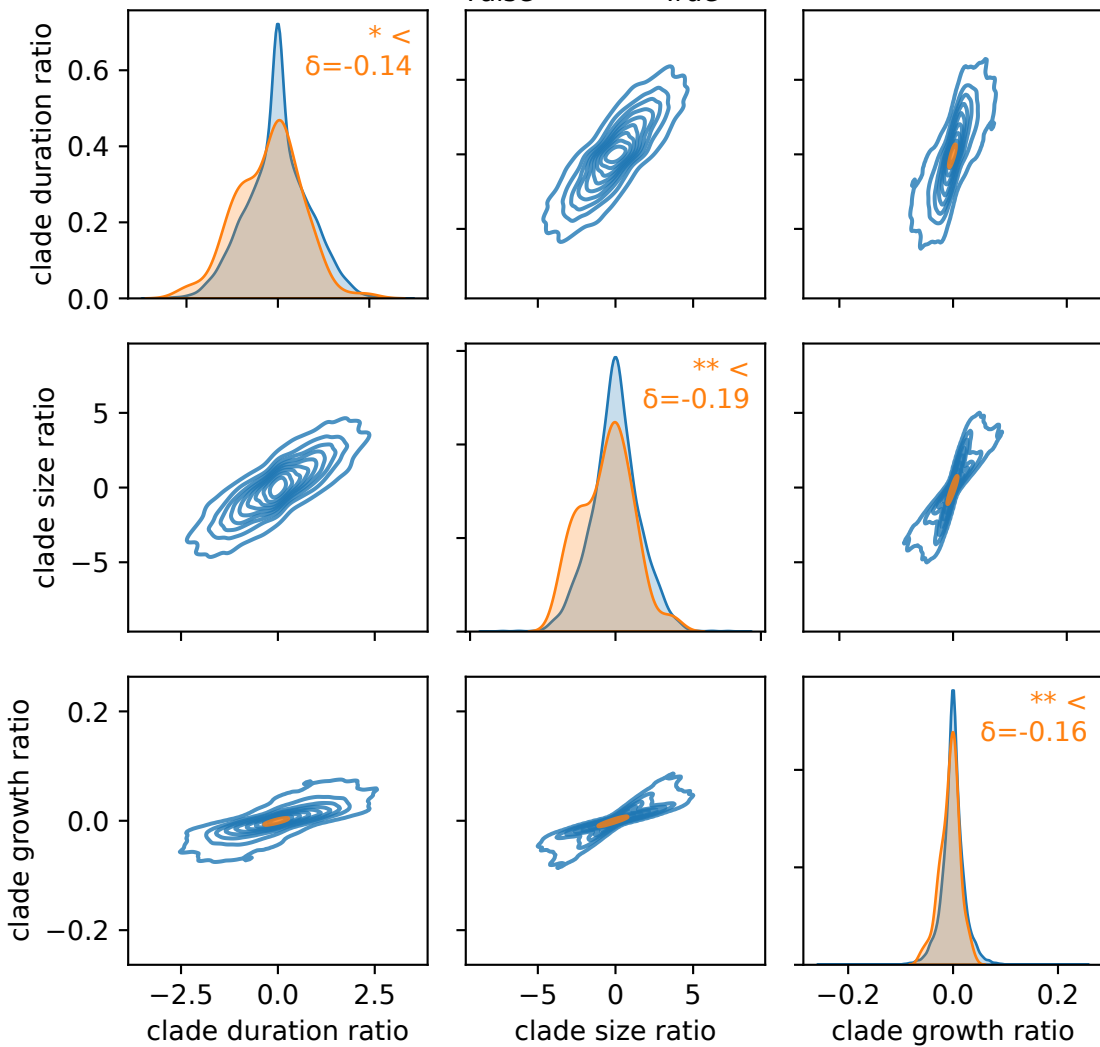 clade duration ratio
0.6
0.4
0.2
0.0
* <
δ=-0.14
clade size ratio
5
0
−5
** <
δ=-0.19
clade growth ratio
0.2
0.0
−0.2
** <
δ=-0.16
−2.5 0.0 2.5
−5 0 5
−0.2 0.0 0.2
clade duration ratio
clade size ratio
clade growth ratio